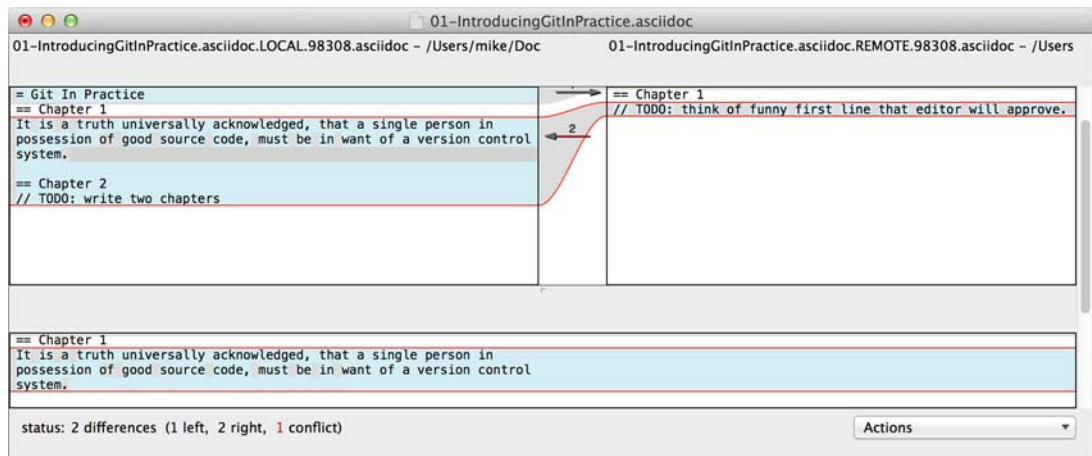 01-IntroducingGitInPractice.asciidoc
01-IntroducingGitInPractice.asciidoc.LOCAL.98308.asciidoc - /Users/mike/Doc
01-IntroducingGitInPractice.asciidoc.REMOTE.98308.asciidoc - /Users
= Git In Practice
== Chapter 1
It is a truth universally acknowledged, that a single person in
possession of good source code, must be in want of a version control
system.
== Chapter 2
// TODO: write two chapters
2
== Chapter 1
// TODO: think of funny first line that editor will approve.
== Chapter 1
It is a truth universally acknowledged, that a single person in
possession of good source code, must be in want of a version control
system.
status: 2 differences (1 left, 2 right, 1 conflict)
Actions